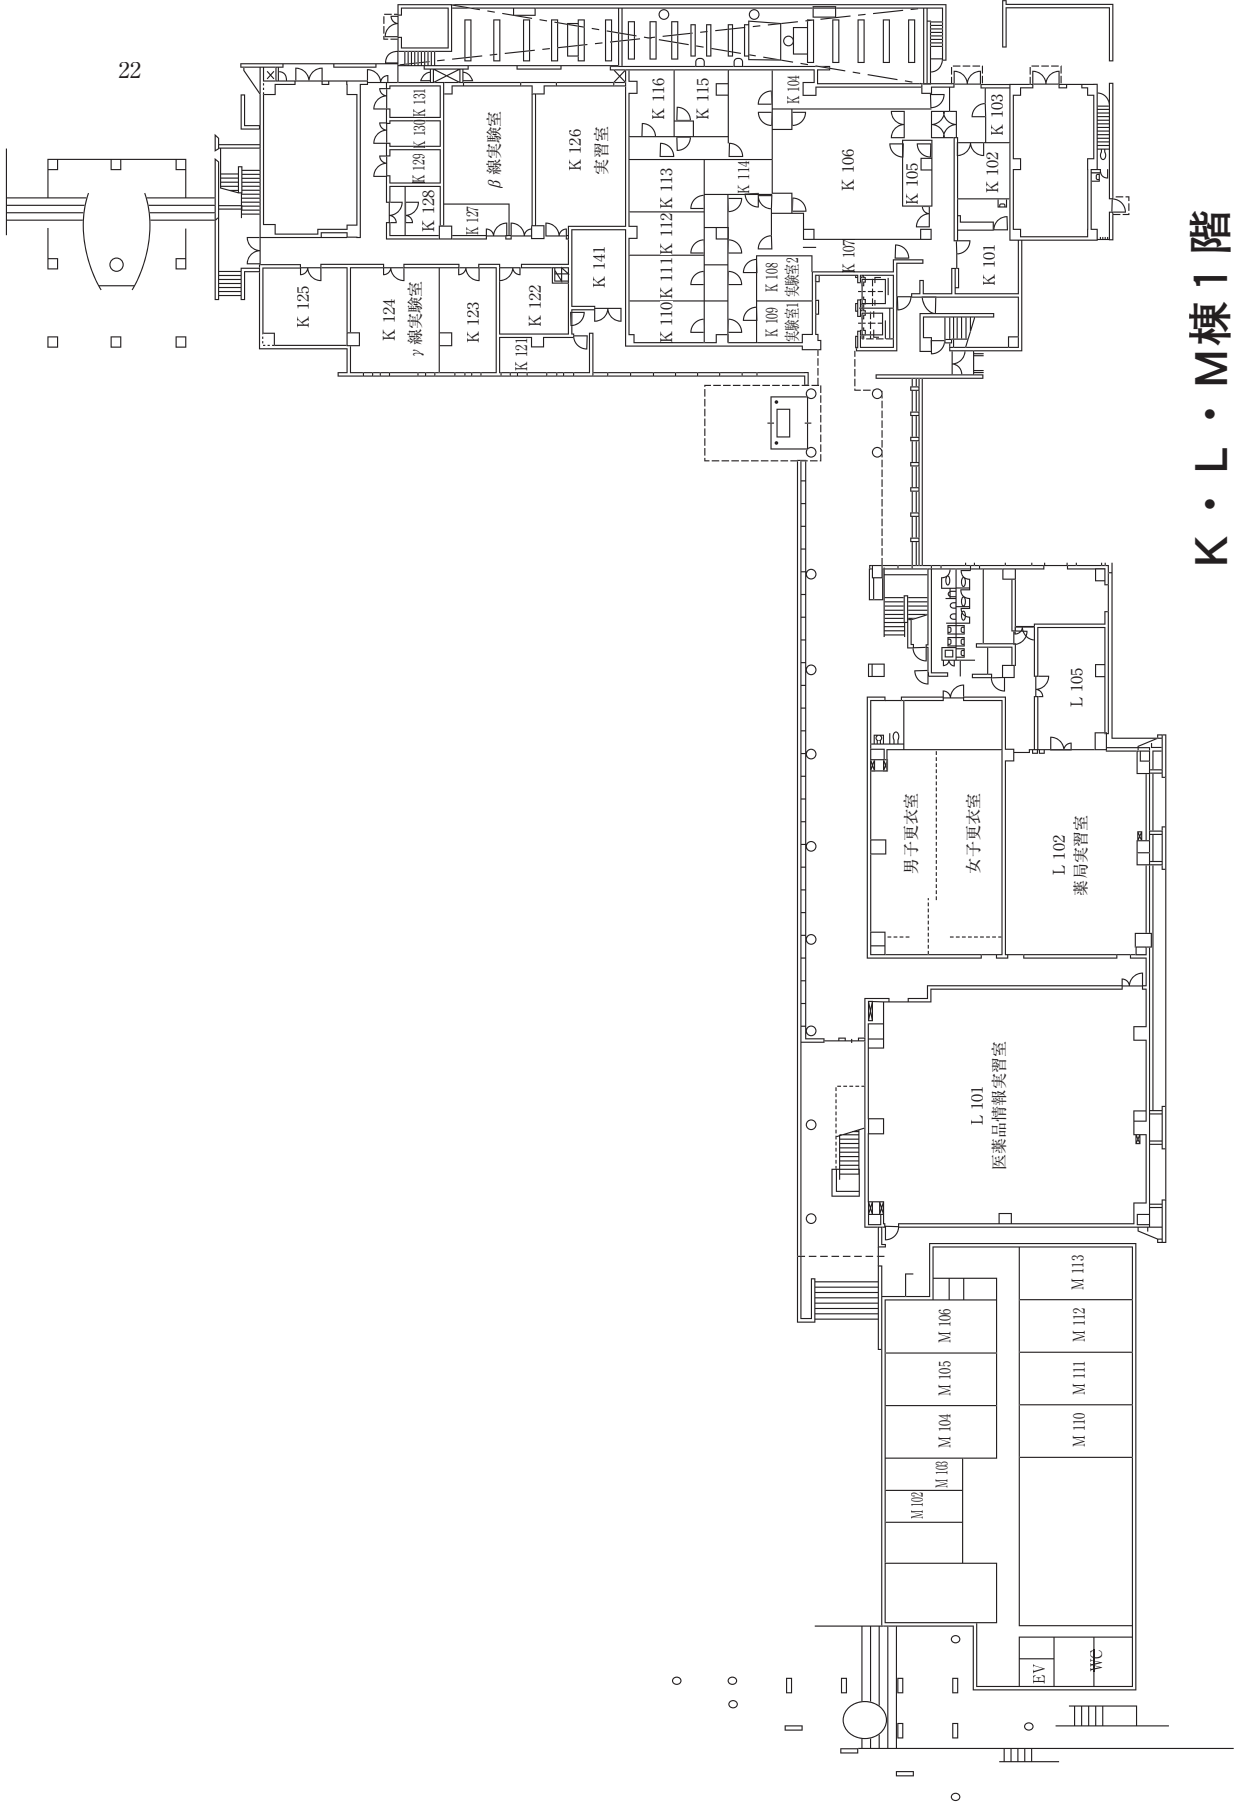 22
K・L・M棟1階
K 131
K 130
K 129
K 128
K 127
β 線実験室
K 126
実習室
K 116
K 115
K 104
K 103
K 102
K 101
K 105
K 106
K 107
K 114
K 113
K 112
K 111
K 110
K 108
実験室2
K 109
実験室1
K 141
K 125
K 124
γ 線実験室
K 123
K 122
K 121
L 105
男子更衣室
女子更衣室
L 102
薬局実習室
L 101
医薬品情報実習室
M 113
M 112
M 111
M 110
M 106
M 105
M 104
M 103
M 102
EV
WC